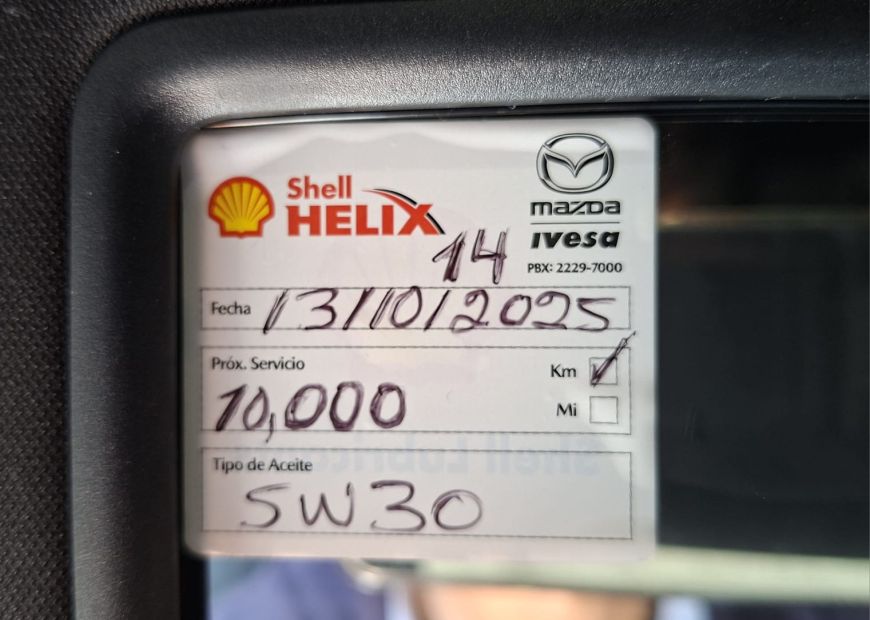 Shell
HELIX
mazda
ivesa
PBX: 2229-7000
14
Fecha 13/10/2025
Próx. Servicio
Km
10,000
Mi
Tipo de Aceite
5W30